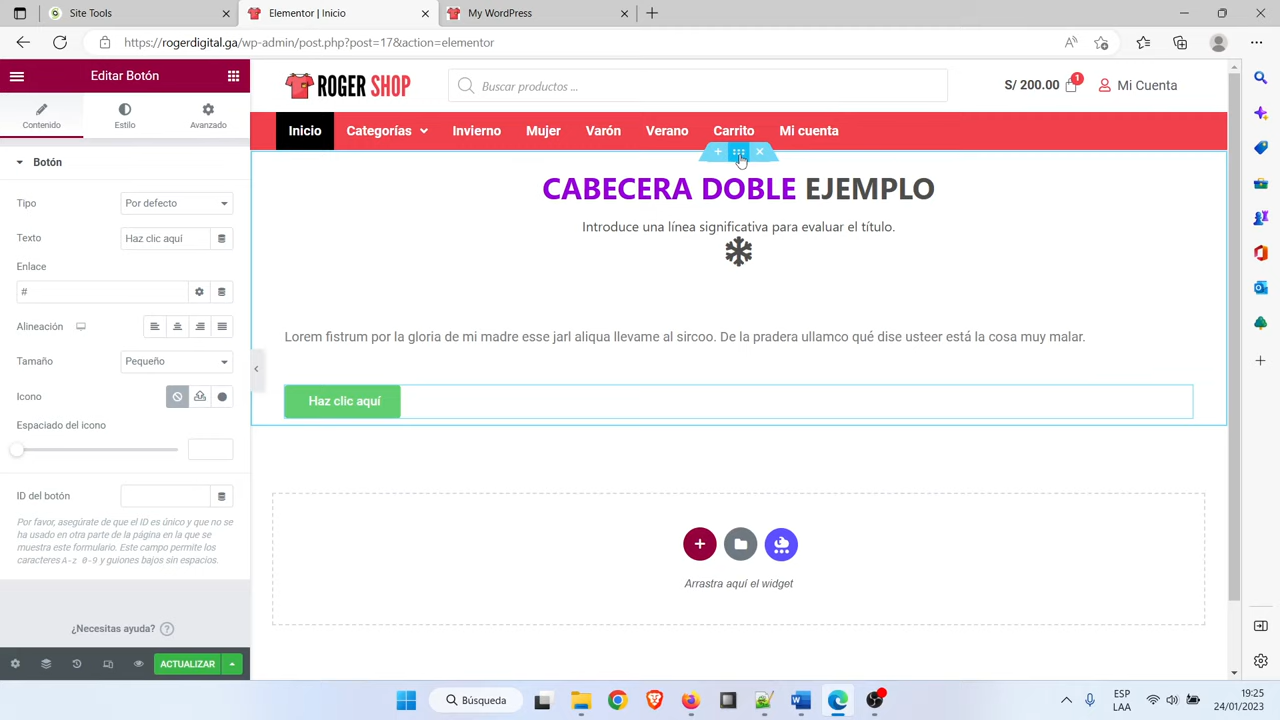 Site Tools
Elementor | Inicio
My WordPress
https://rogerdigital.ga/wp-admin/post.php?post=17&action=elementor
Editar Botón
Contenido
Estilo
Avanzado
Botón
Tipo
Por defecto
Texto
Haz clic aquí
Enlace
#
Alineación
Tamaño
Pequeño
Icono
Espaciado del icono
ID del botón
Por favor, asegúrate de que el ID es único y que no se
ha usado en otra parte de la página en la que se
muestra este formulario. Este campo permite los
caracteres A-z 0-9 y guiones bajos sin espacios.
¿Necesitas ayuda? ?
ACTUALIZAR
ROGER SHOP
Buscar productos ...
S/ 200.00
1
Mi Cuenta
Inicio
Categorías
Invierno
Mujer
Varón
Verano
Carrito
Mi cuenta
CABECERA DOBLE EJEMPLO
Introduce una línea significativa para evaluar el título.
Lorem fistrum por la gloria de mi madre esse jarl aliqua llevame al sircoo. De la pradera ullamco qué dise usteer está la cosa muy malar.
Haz clic aquí
Arrastra aquí el widget
Búsqueda
ESP
LAA
19:25
24/01/2023